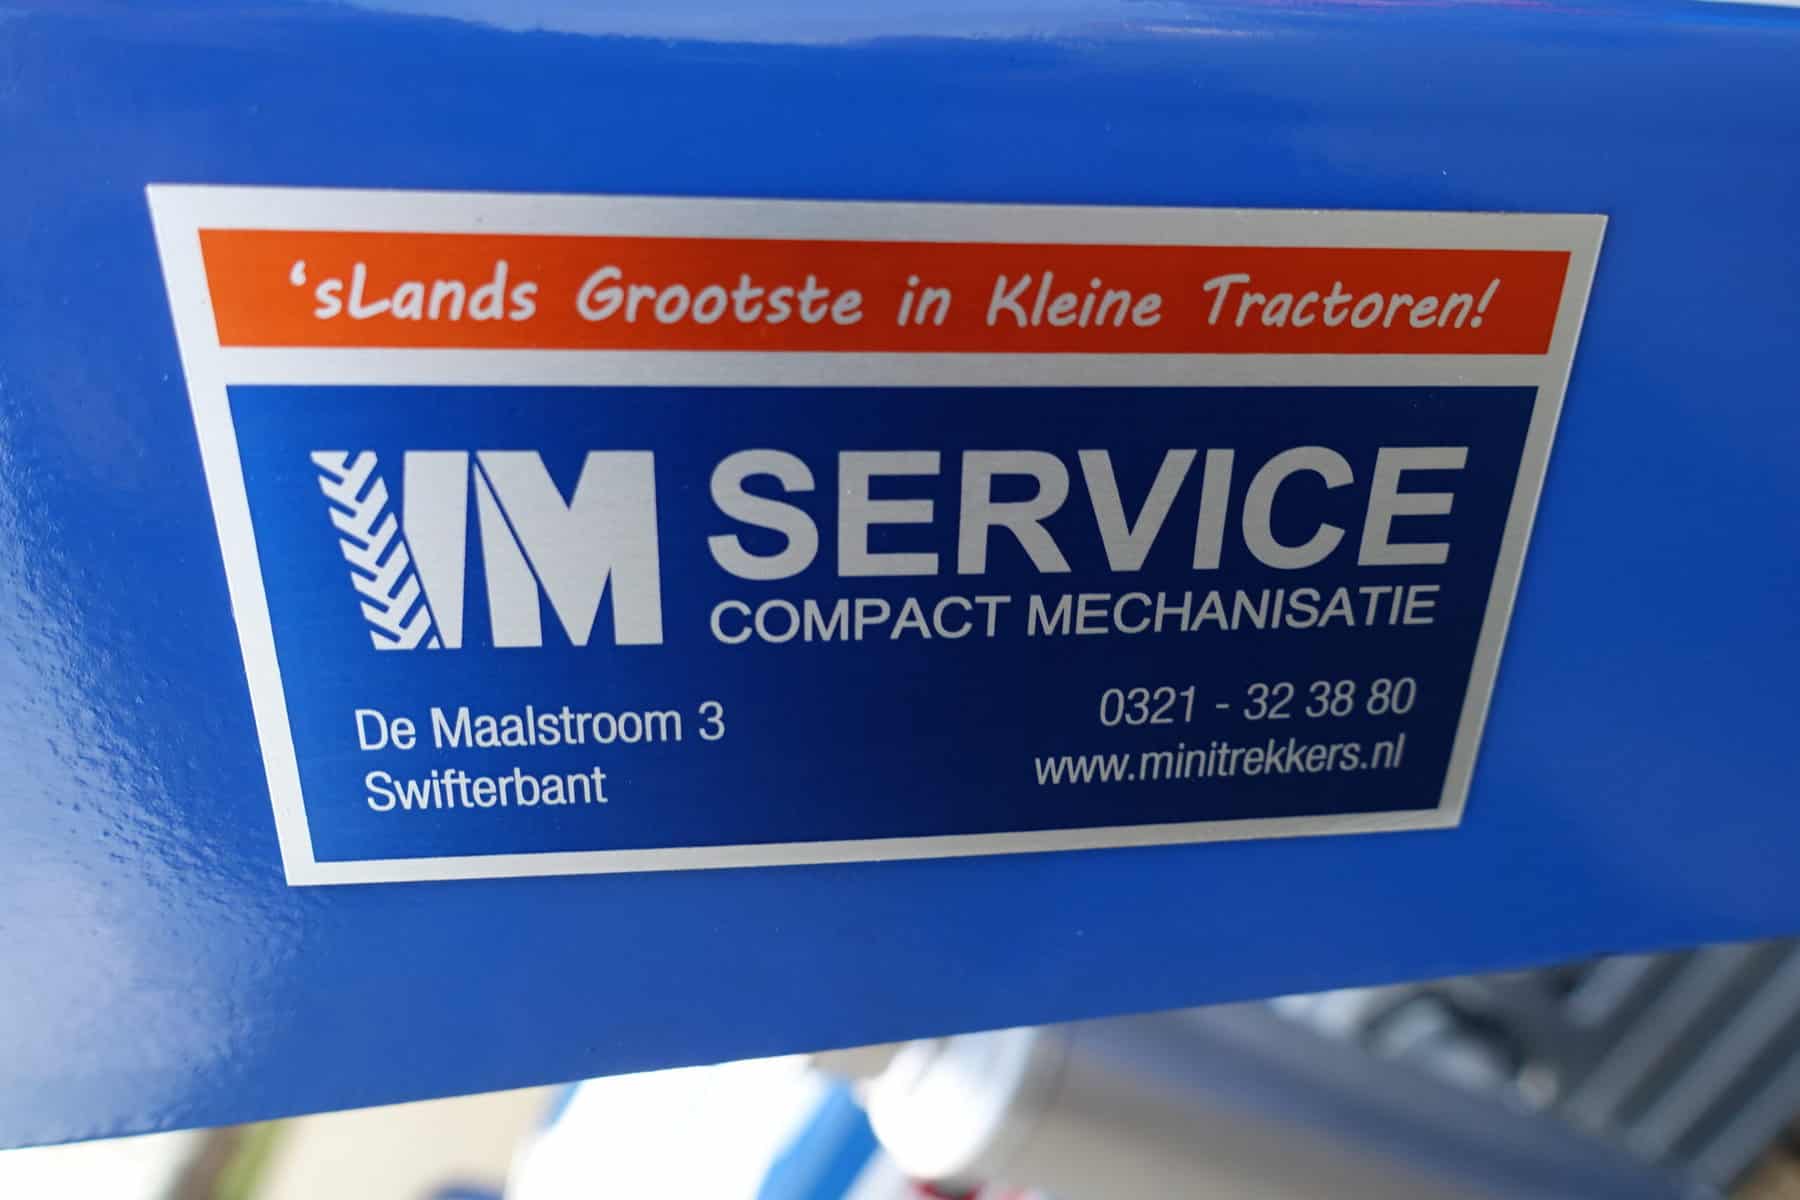 ‘sLands Grootste in Kleine Tractoren!
VM SERVICE
COMPACT MECHANISATIE
De Maalstroom 3
Swifterbant
0321 - 32 38 80
www.minitrekkers.nl